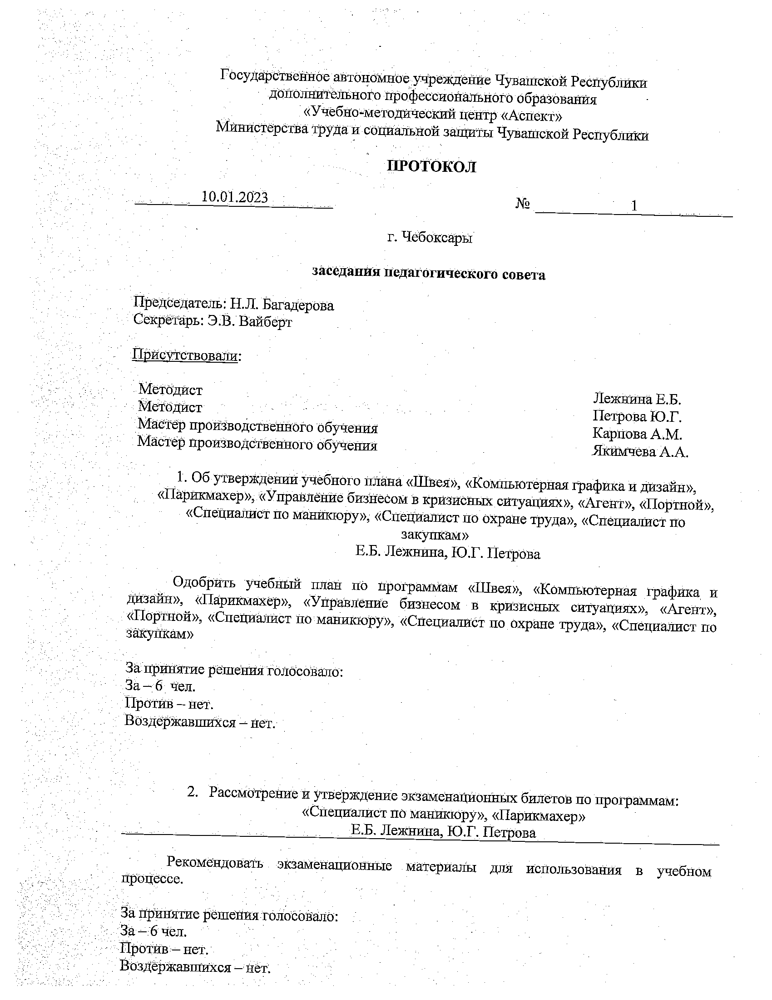 Государственное автономное учреждение Чувашской Республики
дополнительного профессионального образования
«Учебно-методический центр «Аспект»
Министерства труда и социальной защиты Чувашской Республики
ПРОТОКОЛ
10.01.2023 № 1
г. Чебоксары
заседания педагогического совета
Председатель: Н.Л. Багадерова
Секретарь: Э.В. Вайберт
Присутствовали:
Методист Лежнина Е.Б.
Методист Петрова Ю.Г.
Мастер производственного обучения Карпова А.М.
Мастер производственного обучения Якимчева А.А.
1. Об утверждении учебного плана «Швея», «Компьютерная графика и дизайн»,
«Парикмахер», «Управление бизнесом в кризисных ситуациях», «Агент», «Портной»,
«Специалист по маникюру», «Специалист по охране труда», «Специалист по
закупкам»
Е.Б. Лежнина, Ю.Г. Петрова
Одобрить учебный план по программам «Швея», «Компьютерная графика и
дизайн», «Парикмахер», «Управление бизнесом в кризисных ситуациях», «Агент»,
«Портной», «Специалист по маникюру», «Специалист по охране труда», «Специалист по
закупкам»
За принятие решения голосовало:
За – 6 чел.
Против – нет.
Воздержавшихся – нет.
2. Рассмотрение и утверждение экзаменационных билетов по программам:
«Специалист по маникюру», «Парикмахер»
Е.Б. Лежнина, Ю.Г. Петрова
Рекомендовать экзаменационные материалы для использования в учебном
процессе.
За принятие решения голосовало:
За – 6 чел.
Против – нет.
Воздержавшихся – нет.